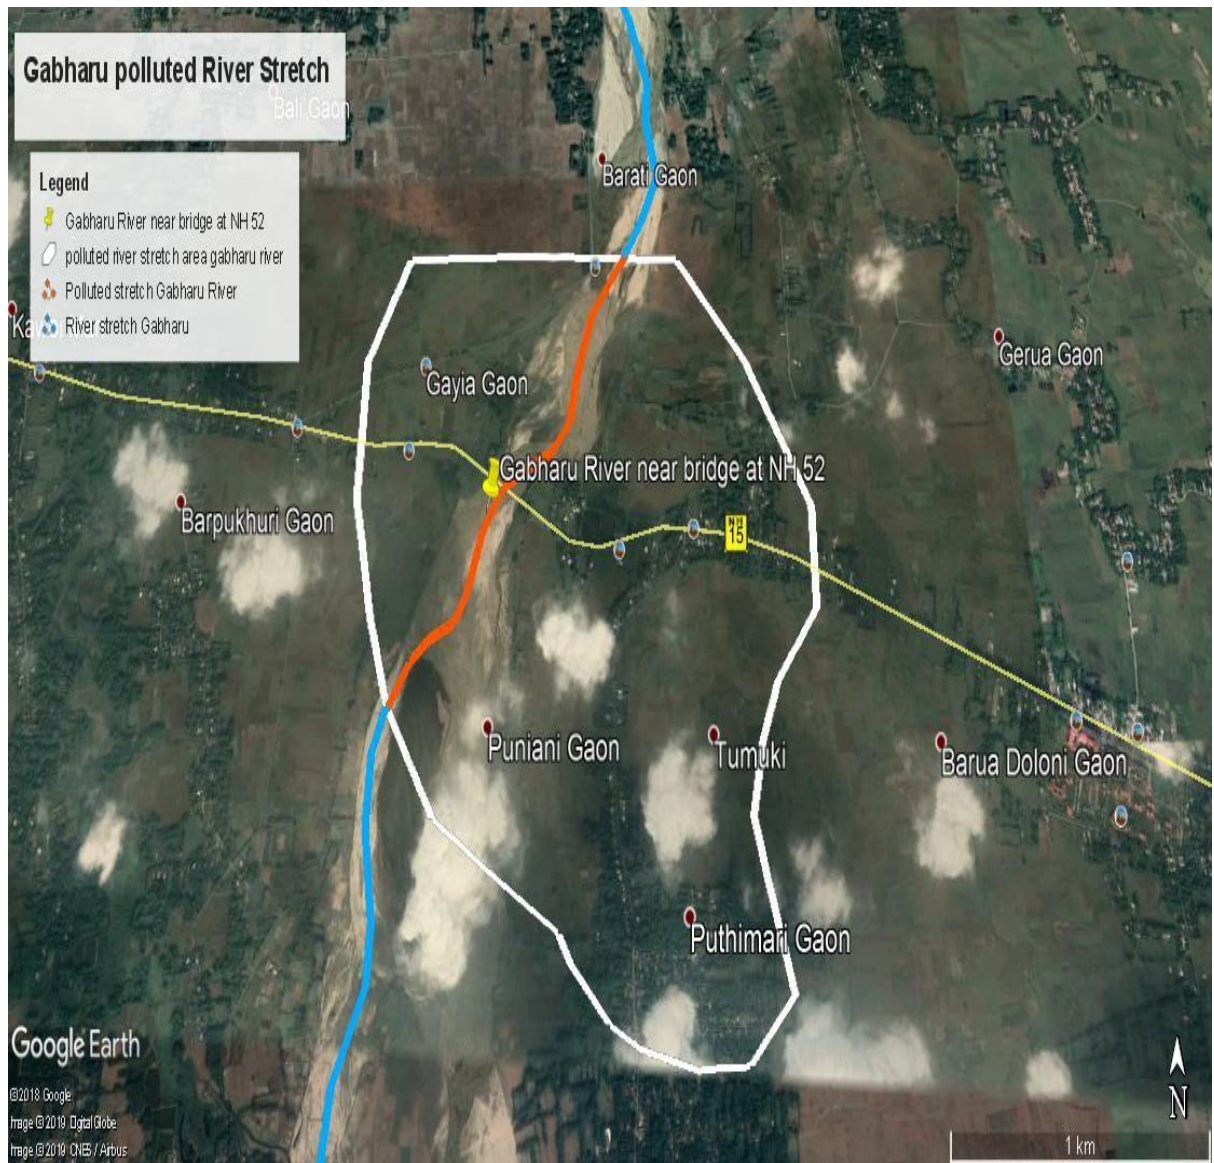 Gabharu polluted River Stretch
Bali Gaon
Legend
Gabharu River near bridge at NH 52
polluted river stretch area gabharu river
Polluted stretch Gabharu River
River stretch Gabharu
Barati Gaon
Gerua Gaon
Gayia Gaon
Gabharu River near bridge at NH 52
Barpukhuri Gaon
15
Puniani Gaon
Tumuki
Barua Doloni Gaon
Puthimari Gaon
Google Earth
©2018 Google
Image © 2019 DigitalGlobe
Image © 2019 CNES / Airbus
N
1 km